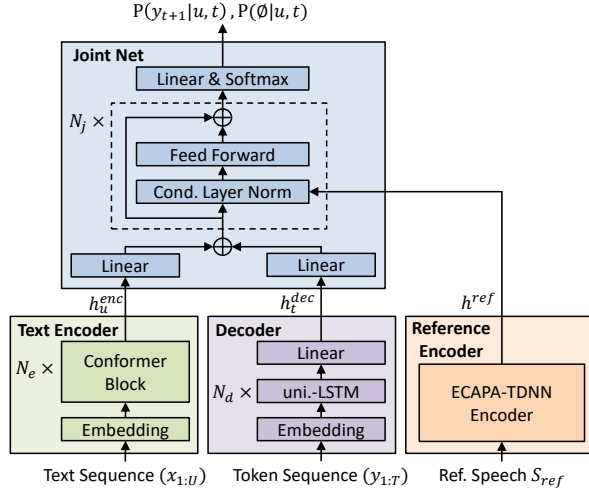 P(y_{t+1}|u, t) , P(∅|u, t)
Joint Net
Linear & Softmax
N_j ×
Feed Forward
Cond. Layer Norm
Linear
Linear
h_u^{enc}
h_t^{dec}
h^{ref}
Text Encoder
N_e ×
Conformer
Block
Embedding
Decoder
Linear
N_d ×
uni.-LSTM
Embedding
Reference
Encoder
ECAPA-TDNN
Encoder
Text Sequence (x_{1:U})
Token Sequence (y_{1:T})
Ref. Speech S_{ref}